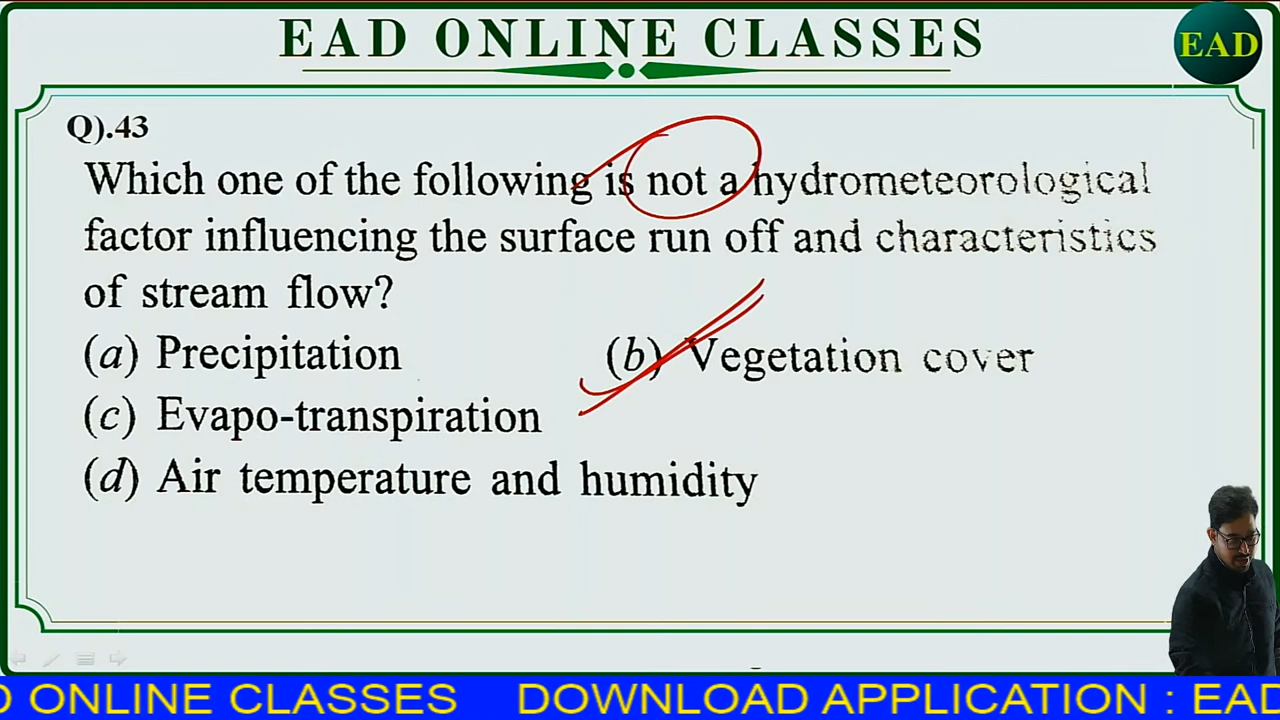 EAD ONLINE CLASSES
EAD
Q).43
Which one of the following is not a hydrometeorological
factor influencing the surface run off and characteristics
of stream flow?
(a) Precipitation (b) Vegetation cover
(c) Evapo-transpiration
(d) Air temperature and humidity
D ONLINE CLASSES DOWNLOAD APPLICATION : EAD